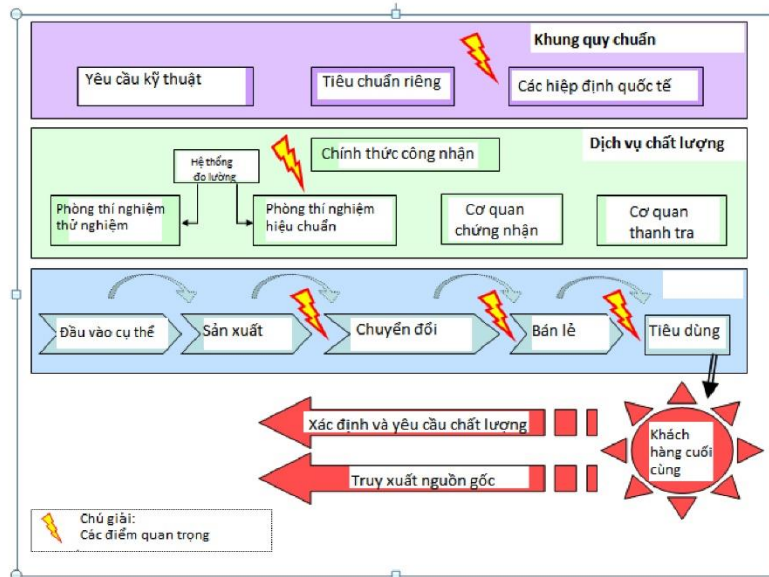 Khung quy chuẩn
Yêu cầu kỹ thuật
Tiêu chuẩn riêng
Các hiệp định quốc tế
Dịch vụ chất lượng
Chính thức công nhận
Hệ thống
đo lường
Phòng thí nghiệm
thử nghiệm
Phòng thí nghiệm
hiệu chuẩn
Cơ quan
chứng nhận
Cơ quan
thanh tra
Đầu vào cụ thể
Sản xuất
Chuyển đổi
Bán lẻ
Tiêu dùng
Xác định và yêu cầu chất lượng
Truy xuất nguồn gốc
Khách
hàng cuối
cùng
Chú giải:
Các điểm quan trọng